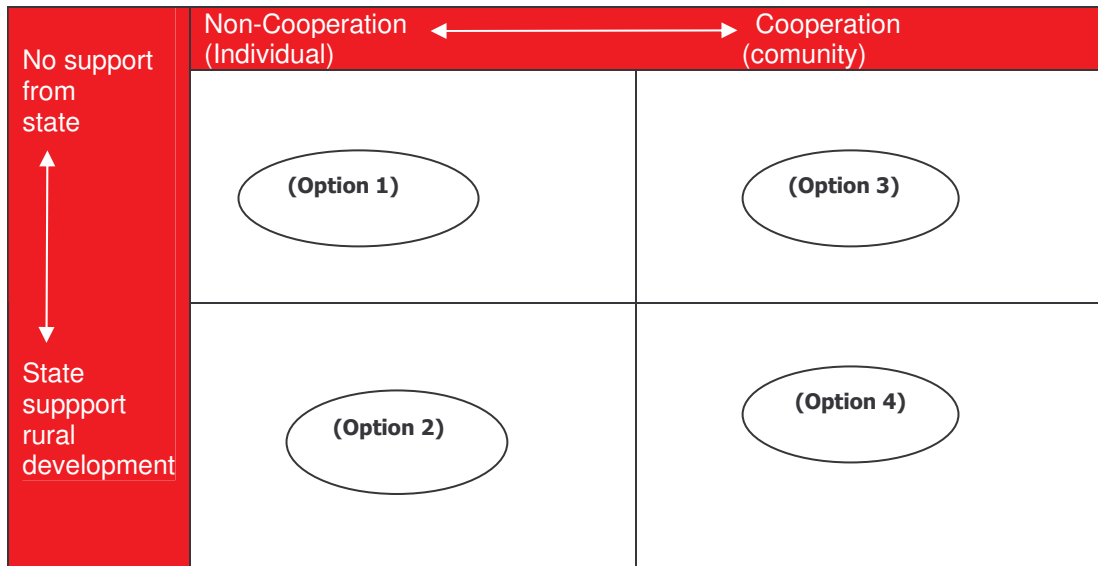 Non-Cooperation
(Individual)
Cooperation
(comunity)
No support
from
state
State
suppport
rural
development
(Option 1)
(Option 3)
(Option 2)
(Option 4)